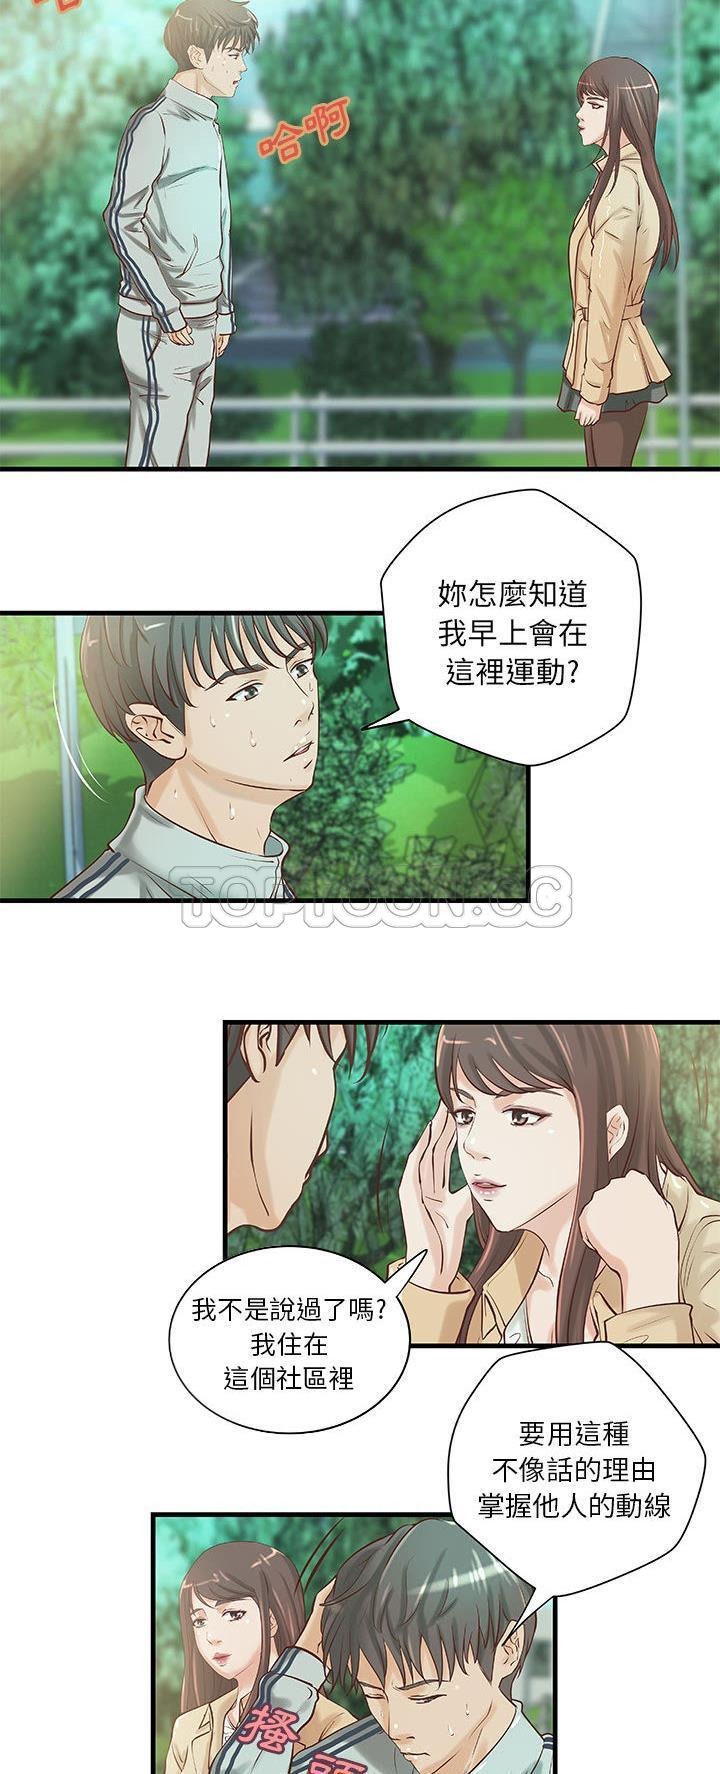 哈
哈啊
妳怎麼知道
我早上會在
這裡運動?
TOPTOON.CC
我不是說過了嗎?
我住在
這個社區裡
要用這種
不像話的理由
掌握他人的動線
搔頭